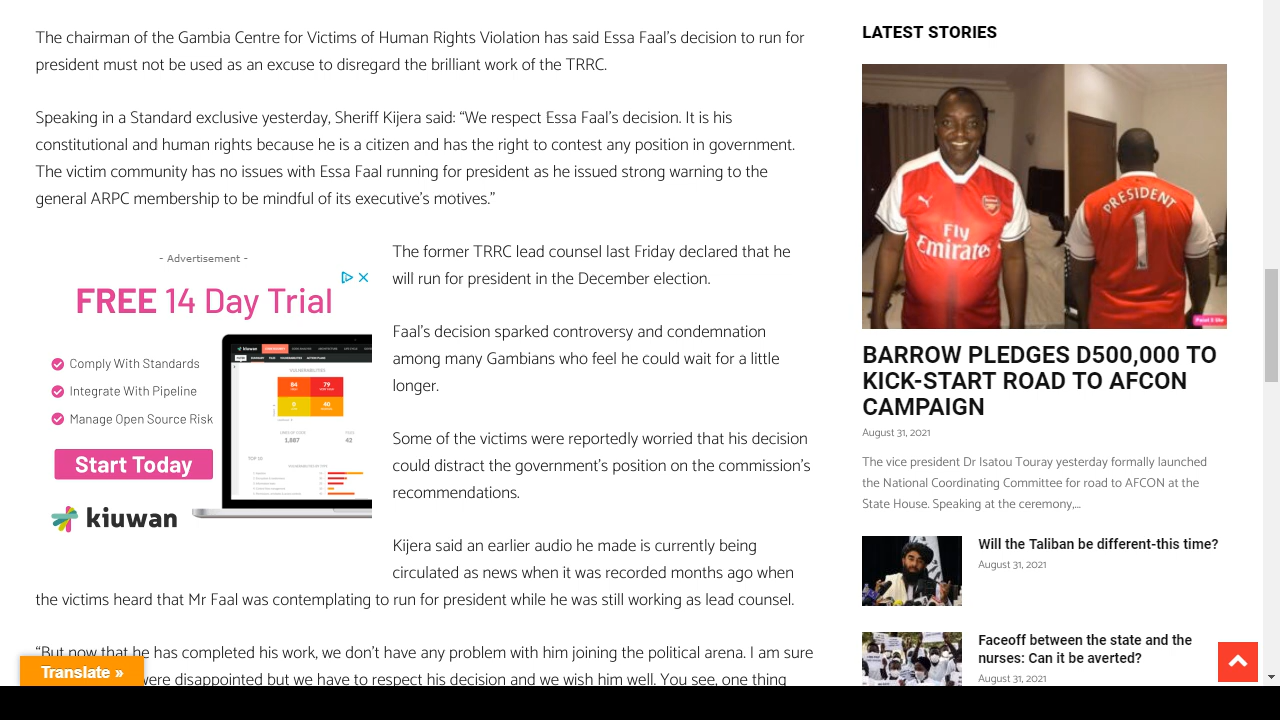 The chairman of the Gambia Centre for Victims of Human Rights Violation has said Essa Faal's decision to run for
president must not be used as an excuse to disregard the brilliant work of the TRRC.
Speaking in a Standard exclusive yesterday, Sheriff Kijera said: “We respect Essa Faal's decision. It is his
constitutional and human rights because he is a citizen and has the right to contest any position in government.
The victim community has no issues with Essa Faal running for president as he issued strong warning to the
general ARPC membership to be mindful of its executive's motives.”
- Advertisement -
FREE 14 Day Trial
Comply With Standards
Integrate With Pipeline
Manage Open Source Risk
Start Today
kiuwan
kiuwan
VULNERABILITIES
84
79
0
40
1,887
42
TOP 10
The former TRRC lead counsel last Friday declared that he
will run for president in the December election.
Faal's decision sparked controversy and condemnation
among many Gambians who feel he could have waited a little
longer.
Some of the victims were reportedly worried that his decision
could distract the government's position on the commission's
recommendations.
Kijera said an earlier audio he made is currently being
circulated as news when it was recorded months ago when
the victims heard that Mr Faal was contemplating to run for president while he was still working as lead counsel.
“But now that he has
d his work, we don't have any problem with him joining the political arena. I am sure
Translate »
were disappointed but we have to respect his decision and we wish him well. You see, one thing
LATEST STORIES
Fly
Emirates
PRESIDENT
1
BARROW PLEDGES D500,000 TO
KICK-START ROAD TO AFCON
CAMPAIGN
August 31, 2021
The vice president Dr Isatou Touray yesterday formally launched
the National Coordinating Committee for road to AFCON at the
State House. Speaking at the ceremony,...
Will the Taliban be different-this time?
August 31, 2021
Faceoff between the state and the
nurses: Can it be averted?
August 31, 2021